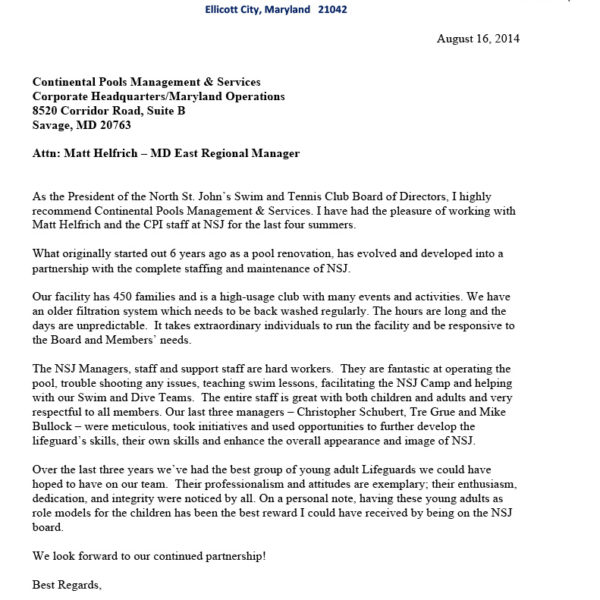 Ellicott City, Maryland 21042
August 16, 2014
Continental Pools Management & Services
Corporate Headquarters/Maryland Operations
8520 Corridor Road, Suite B
Savage, MD 20763
Attn: Matt Helfrich – MD East Regional Manager
As the President of the North St. John's Swim and Tennis Club Board of Directors, I highly
recommend Continental Pools Management & Services. I have had the pleasure of working with
Matt Helfrich and the CPI staff at NSJ for the last four summers.
What originally started out 6 years ago as a pool renovation, has evolved and developed into a
partnership with the complete staffing and maintenance of NSJ.
Our facility has 450 families and is a high-usage club with many events and activities. We have
an older filtration system which needs to be back washed regularly. The hours are long and the
days are unpredictable. It takes extraordinary individuals to run the facility and be responsive to
the Board and Members' needs.
The NSJ Managers, staff and support staff are hard workers. They are fantastic at operating the
pool, trouble shooting any issues, teaching swim lessons, facilitating the NSJ Camp and helping
with our Swim and Dive Teams. The entire staff is great with both children and adults and very
respectful to all members. Our last three managers – Christopher Schubert, Tre Grue and Mike
Bullock – were meticulous, took initiatives and used opportunities to further develop the
lifeguard's skills, their own skills and enhance the overall appearance and image of NSJ.
Over the last three years we've had the best group of young adult Lifeguards we could have
hoped to have on our team. Their professionalism and attitudes are exemplary; their enthusiasm,
dedication, and integrity were noticed by all. On a personal note, having these young adults as
role models for the children has been the best reward I could have received by being on the NSJ
board.
We look forward to our continued partnership!
Best Regards,